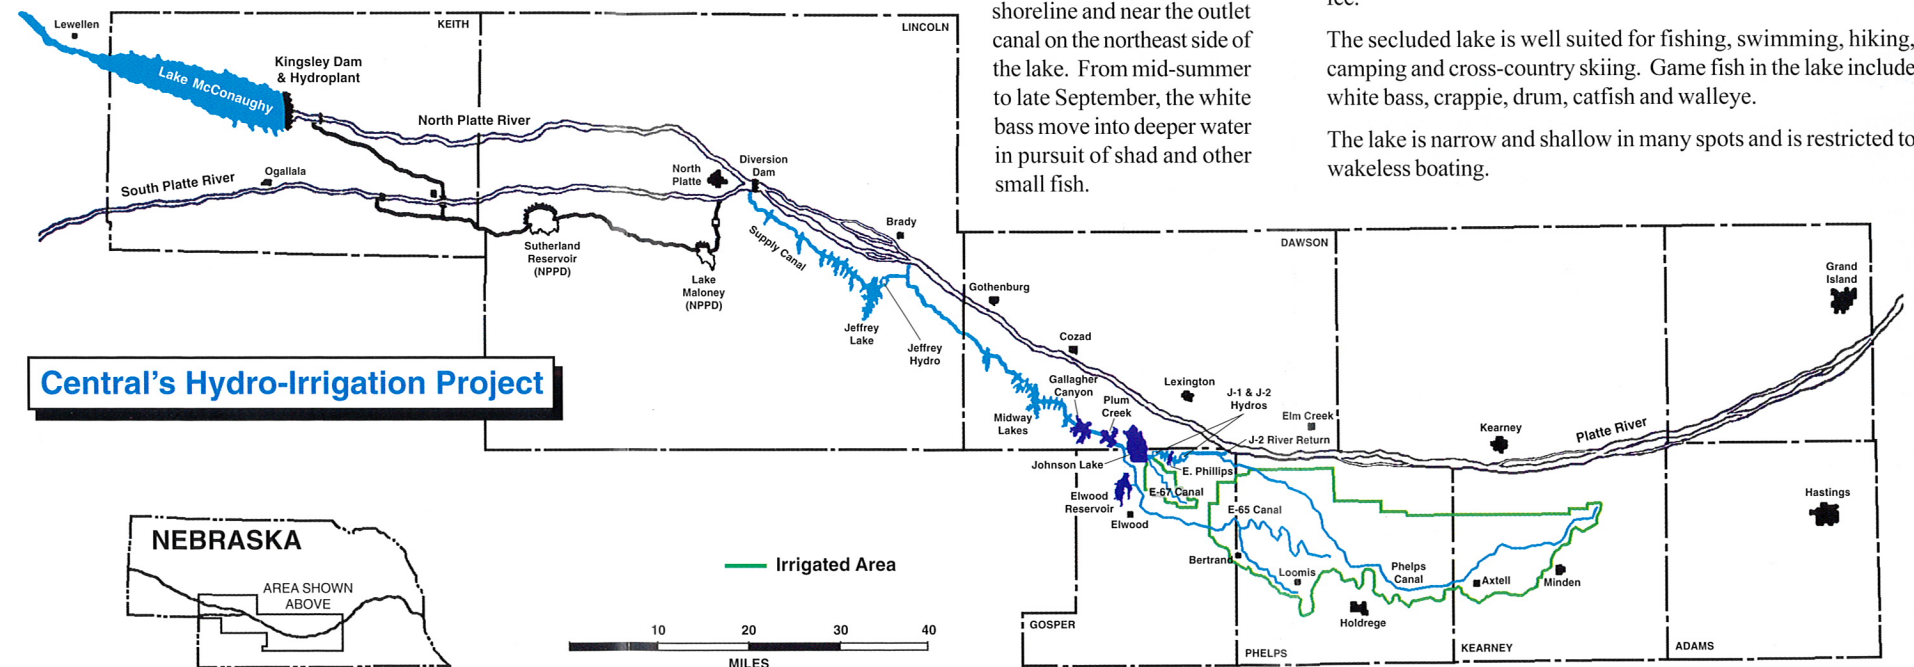 shoreline and near the outlet
canal on the northeast side of
the lake. From mid-summer
to late September, the white
bass move into deeper water
in pursuit of shad and other
small fish.
The secluded lake is well suited for fishing, swimming, hiking,
camping and cross-country skiing. Game fish in the lake include
white bass, crappie, drum, catfish and walleye.
The lake is narrow and shallow in many spots and is restricted to
wakeless boating.
Lewellen
KEITH
LINCOLN
Kingsley Dam
& Hydroplant
Lake McConaughy
North Platte River
South Platte River
Ogallala
North
Platte
Diversion
Dam
Sutherland
Reservoir
(NPPD)
Lake
Maloney
(NPPD)
Supply Canal
Brady
Jeffrey
Lake
Jeffrey
Hydro
DAWSON
Gothenburg
Cozad
Grand
Island
Central's Hydro-Irrigation Project
Gallagher
Canyon
Plum
Creek
Midway
Lakes
Lexington
J-1 & J-2
Hydros
Elm Creek
J-2 River Return
Kearney
Platte River
Johnson Lake
E. Phillips
E-67 Canal
Elwood
Reservoir
Elwood
E-65 Canal
Hastings
Bertrand
Loomis
Phelps
Canal
Axtell
Minden
Holdrege
GOSPER
PHELPS
KEARNEY
ADAMS
NEBRASKA
AREA SHOWN
ABOVE
Irrigated Area
10 20 30 40
MILES